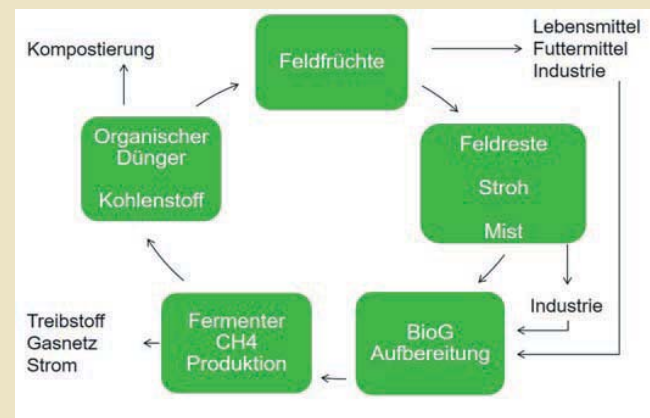 Kompostierung
Feldfrüchte
Lebensmittel
Futtermittel
Industrie
Organischer
Dünger
Kohlenstoff
Feldreste
Stroh
Mist
Treibstoff
Gasnetz
Strom
Fermenter
CH4
Produktion
BioG
Aufbereitung
Industrie